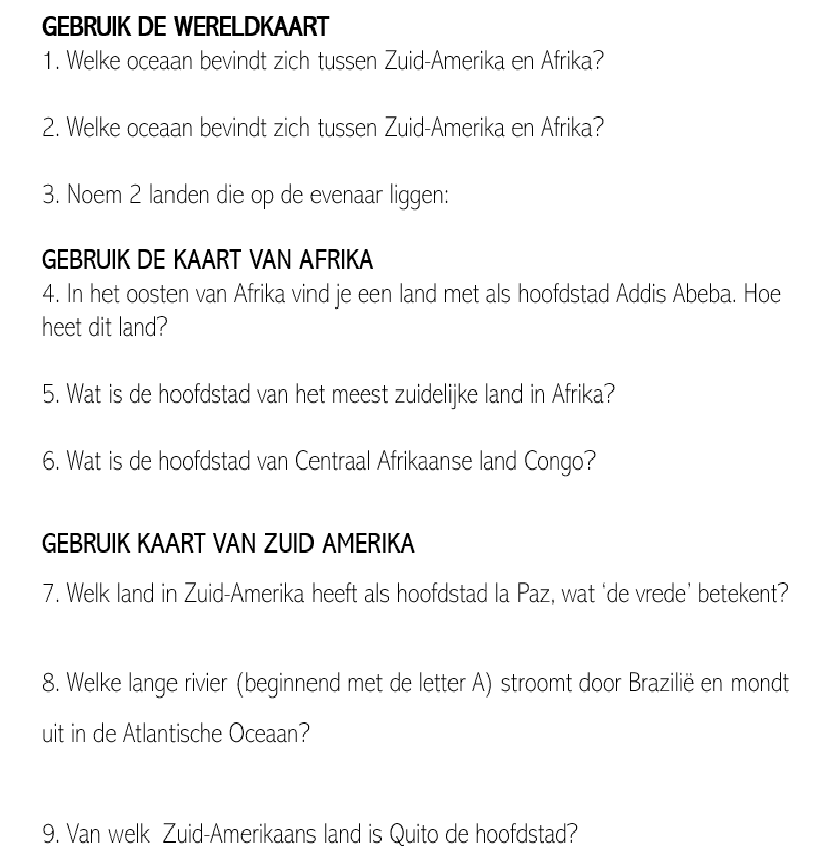 GEBRUIK DE WERELDKAART
1. Welke oceaan bevindt zich tussen Zuid-Amerika en Afrika?
2. Welke oceaan bevindt zich tussen Zuid-Amerika en Afrika?
3. Noem 2 landen die op de evenaar liggen:
GEBRUIK DE KAART VAN AFRIKA
4. In het oosten van Afrika vind je een land met als hoofdstad Addis Abeba. Hoe
heet dit land?
5. Wat is de hoofdstad van het meest zuidelijke land in Afrika?
6. Wat is de hoofdstad van Centraal Afrikaanse land Congo?
GEBRUIK KAART VAN ZUID AMERIKA
7. Welk land in Zuid-Amerika heeft als hoofdstad la Paz, wat ‘de vrede’ betekent?
8. Welke lange rivier (beginnend met de letter A) stroomt door Brazilië en mondt
uit in de Atlantische Oceaan?
9. Van welk  Zuid-Amerikaans land is Quito de hoofdstad?